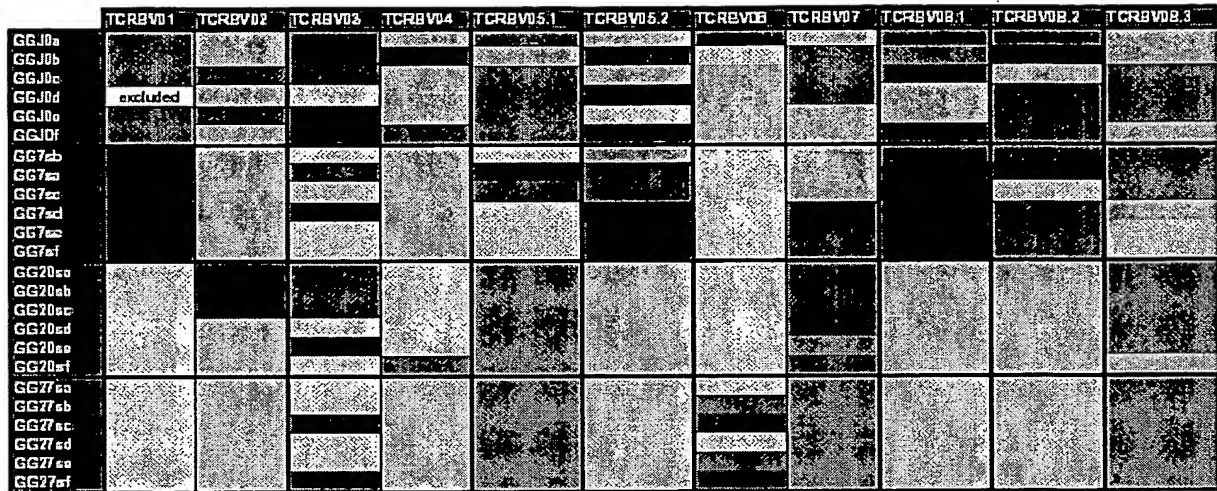 TCRBV01 TCRBV02 TCRBV03 TCRBV04 TCRBV05.1 TCRBV05.2 TCRBV06 TCRBV07 TCRBV08.1 TCRBV08.2 TCRBV08.3
GGJ0a
GGJ0b
GGJ0c
GGJ0d excluded
GGJ0e
GGJ0f
GG7sb
GG7sa
GG7sc
GG7sd
GG7se
GG7sf
GG20sa
GG20sb
GG20sc
GG20sd
GG20se
GG20sf
GG27sa
GG27sb
GG27sc
GG27sd
GG27se
GG27sf